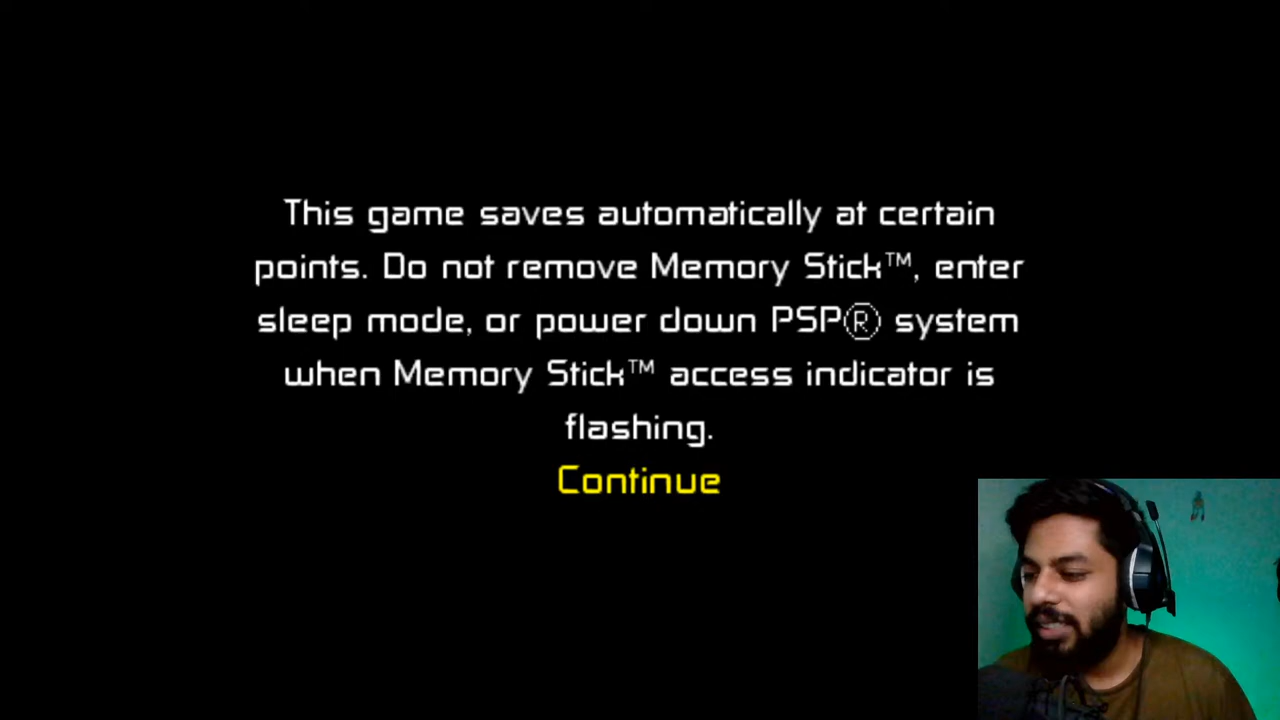 This game saves automatically at certain
points. Do not remove Memory Stick™, enter
sleep mode, or power down PSP® system
when Memory Stick™ access indicator is
flashing.
Continue